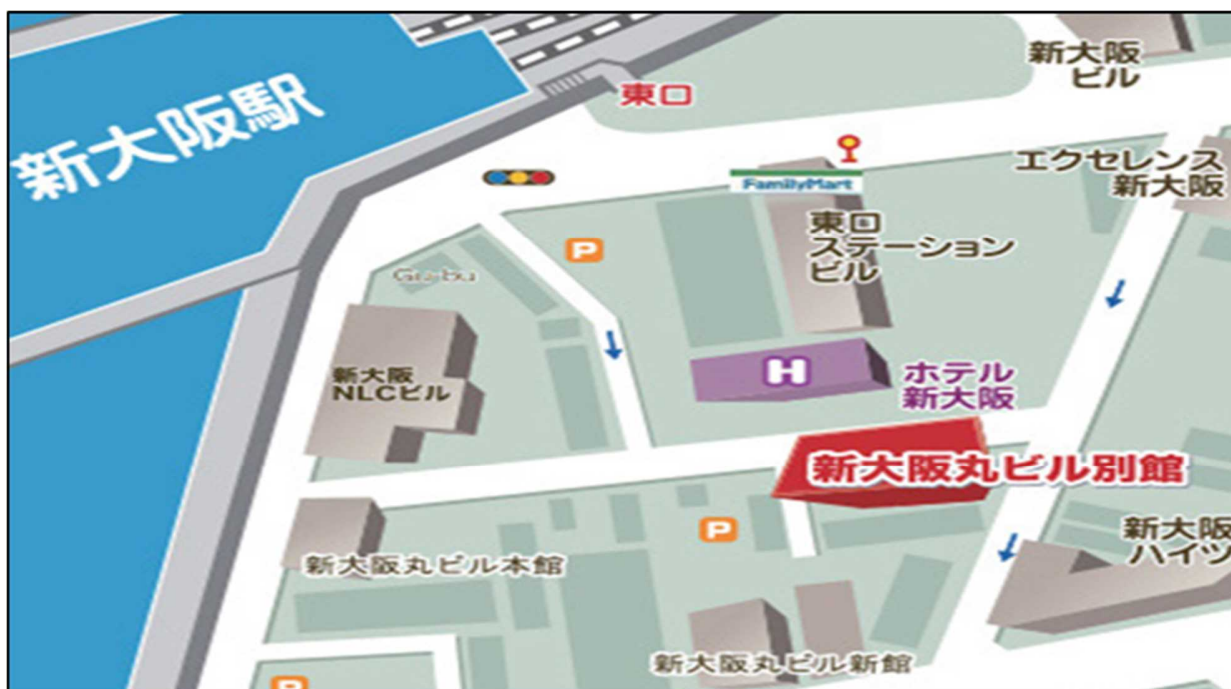 新大阪駅
東口
新大阪
ビル
FamilyMart
エクセレンス
新大阪
東口
ステーション
ビル
P
新大阪
NLCビル
H
ホテル
新大阪
新大阪丸ビル別館
P
新大阪
ハイツ
新大阪丸ビル本館
新大阪丸ビル新館
P